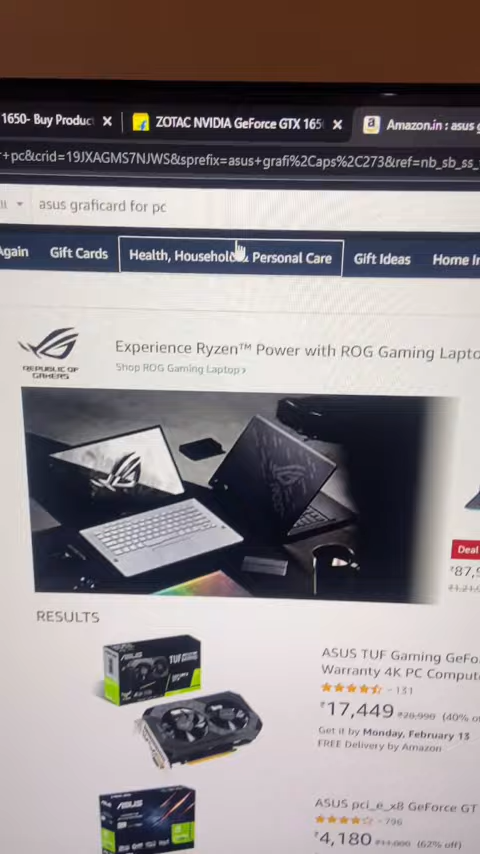 1650- Buy Produc
ZOTAC NVIDIA GeForce GTX 165
Amazon.in : asus g
+pc&crid=19JXAGMS7NJWS&sprefix=asus+grafi%2Caps%2C273&ref=nb_sb_ss_
asus graficard for pc
Again
Gift Cards
Health, Household & Personal Care
Gift Ideas
Home
REPUBLIC OF
GAMERS
Experience Ryzen™ Power with ROG Gaming Lapto
Shop ROG Gaming Laptop›
Deal
₹87,9
RESULTS
ASUS
TUF
ASUS TUF Gaming GeFo
Warranty 4K PC Comput
131
₹17,449 ₹28,990 (40% o
Get it by Monday, February 13
FREE Delivery by Amazon
ASUS
ASUS pci_e_x8 GeForce GT
796
₹4,180 ₹11,000 (62% off)